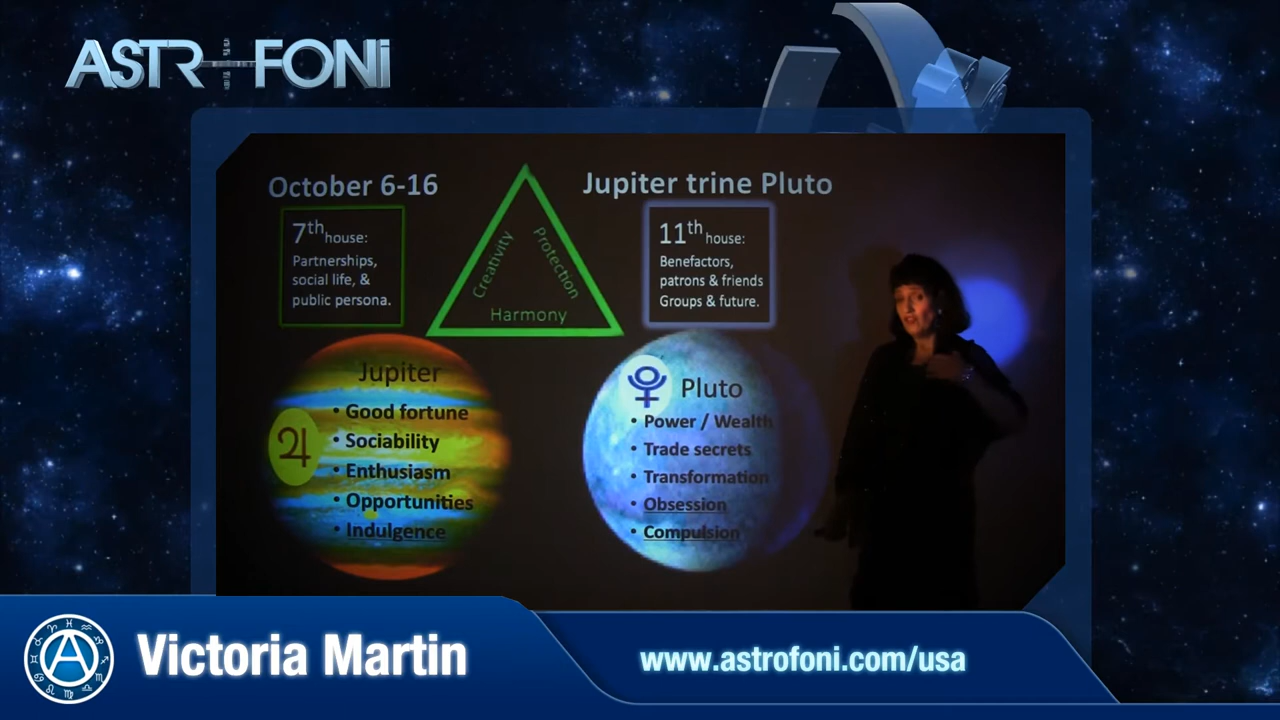 ASTROFONi
October 6-16
Jupiter trine Pluto
7th house:
Partnerships,
social life, &
public persona.
Creativity
Protection
Harmony
11th house:
Benefactors,
patrons & friends
Groups & future.
Jupiter
• Good fortune
• Sociability
• Enthusiasm
• Opportunities
• Indulgence
Pluto
• Power / Wealth
• Trade secrets
• Transformation
• Obsession
• Compulsion
Victoria Martin
www.astrofoni.com/usa